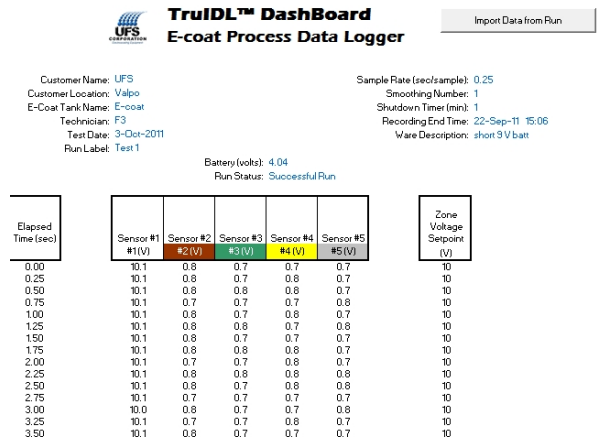 UFS
CORPORATION
TruIDL™ DashBoard
E-coat Process Data Logger
Import Data from Run
Customer Name: UFS
Customer Location: Valpo
E-Coat Tank Name: E-coat
Technician: F3
Test Date: 3-Oct-2011
Run Label: Test 1
Sample Rate (sec/sample): 0.25
Smoothing Number: 1
Shutdown Timer (min): 1
Recording End Time: 22-Sep-11 15:06
Ware Description: short 9 V batt
Battery (volts): 4.04
Run Status: Successful Run
Elapsed Time (sec) Sensor #1 #1 (V) Sensor #2 #2 (V) Sensor #3 #3 (V) Sensor #4 #4 (V) Sensor #5 #5 (V) Zone Voltage Setpoint (V)
0.00 10.1 0.8 0.7 0.7 0.7 10
0.25 10.1 0.8 0.7 0.8 0.7 10
0.50 10.1 0.8 0.7 0.8 0.8 10
0.75 10.1 0.7 0.7 0.7 0.8 10
1.00 10.1 0.7 0.8 0.8 0.7 10
1.25 10.1 0.8 0.8 0.7 0.8 10
1.50 10.1 0.8 0.7 0.8 0.7 10
1.75 10.1 0.8 0.8 0.8 0.7 10
2.00 10.1 0.7 0.7 0.8 0.7 10
2.25 10.1 0.8 0.7 0.8 0.8 10
2.50 10.1 0.8 0.7 0.8 0.8 10
2.75 10.1 0.7 0.7 0.7 0.8 10
3.00 10.0 0.8 0.7 0.7 0.8 10
3.25 10.1 0.7 0.7 0.8 0.7 10
3.50 10.1 0.8 0.7 0.7 0.7 10